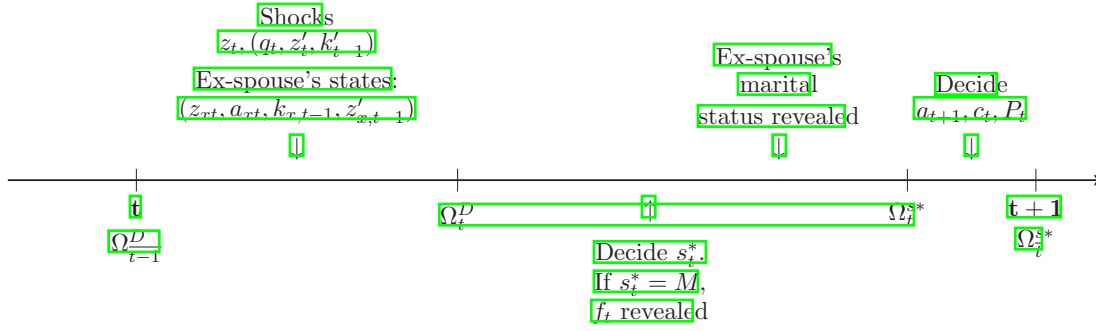 Shocks
z_t, (q_t, z'_t, k'_{t−1})
Ex-spouse's states:
(z_{xt}, a_{xt}, k_{x,t−1}, z'_{x,t−1})
↓
Ex-spouse's
marital
status revealed
↓
Decide
a_{t+1}, c_t, P_t
↓
t
Ω^D_{t−1}
Ω^D_t
↑
Ω^{s*}_t
t + 1
Ω^{s*}_t
Decide s*_t.
If s*_t = M,
f_t revealed